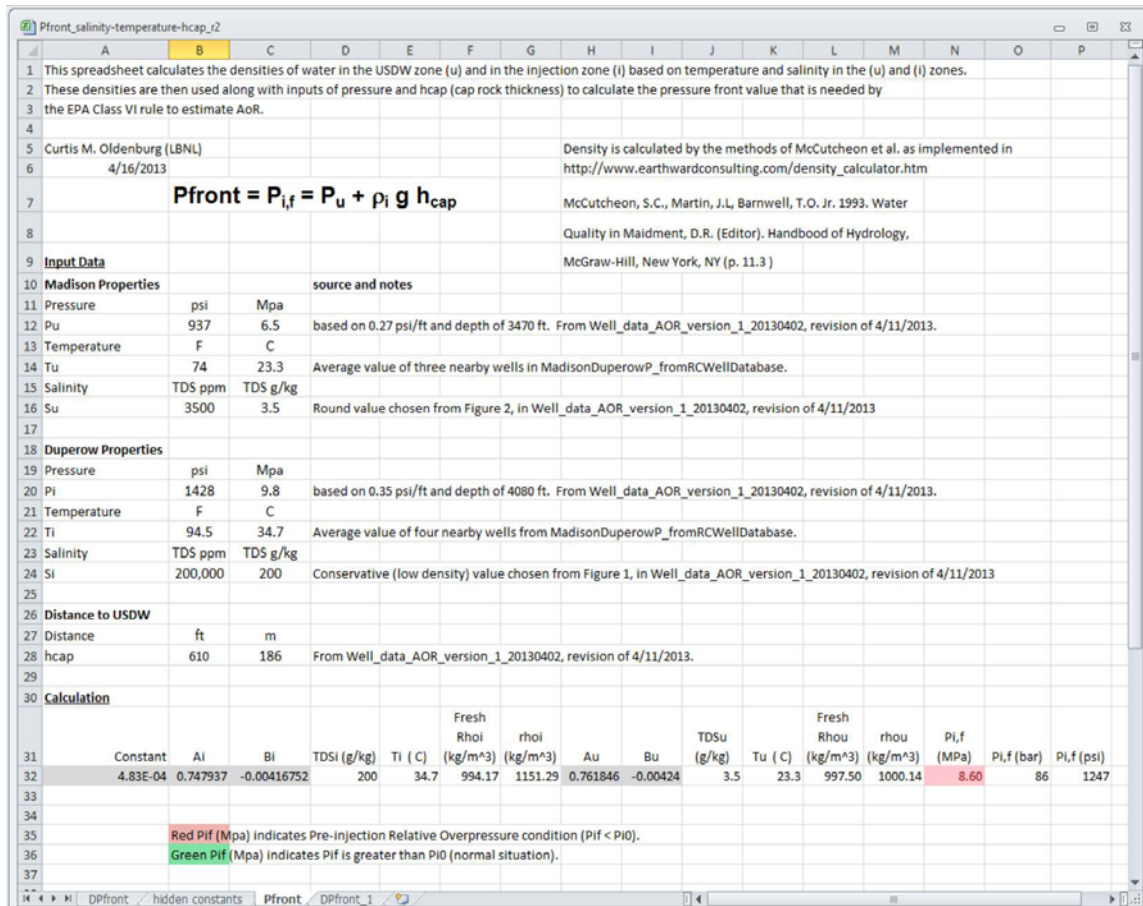 Pfront_salinity-temperature-hcap_r2
A B C D E F G H I J K L M N O P
1 This spreadsheet calculates the densities of water in the USDW zone (u) and in the injection zone (i) based on temperature and salinity in the (u) and (i) zones.
2 These densities are then used along with inputs of pressure and hcap (cap rock thickness) to calculate the pressure front value that is needed by
3 the EPA Class VI rule to estimate AoR.
4
5 Curtis M. Oldenburg (LBNL) Density is calculated by the methods of McCutcheon et al. as implemented in
6 4/16/2013 http://www.earthwardconsulting.com/density_calculator.htm
7 Pfront = Pi,f = Pu + ρi g hcap McCutcheon, S.C., Martin, J.L, Barnwell, T.O. Jr. 1993. Water
8 Quality in Maidment, D.R. (Editor). Handbood of Hydrology,
9 Input Data McGraw-Hill, New York, NY (p. 11.3 )
10 Madison Properties source and notes
11 Pressure psi Mpa
12 Pu 937 6.5 based on 0.27 psi/ft and depth of 3470 ft. From Well_data_AOR_version_1_20130402, revision of 4/11/2013.
13 Temperature F C
14 Tu 74 23.3 Average value of three nearby wells in MadisonDuperowP_fromRCWellDatabase.
15 Salinity TDS ppm TDS g/kg
16 Su 3500 3.5 Round value chosen from Figure 2, in Well_data_AOR_version_1_20130402, revision of 4/11/2013
17
18 Duperow Properties
19 Pressure psi Mpa
20 Pi 1428 9.8 based on 0.35 psi/ft and depth of 4080 ft. From Well_data_AOR_version_1_20130402, revision of 4/11/2013.
21 Temperature F C
22 Ti 94.5 34.7 Average value of four nearby wells from MadisonDuperowP_fromRCWellDatabase.
23 Salinity TDS ppm TDS g/kg
24 Si 200,000 200 Conservative (low density) value chosen from Figure 1, in Well_data_AOR_version_1_20130402, revision of 4/11/2013
25
26 Distance to USDW
27 Distance ft m
28 hcap 610 186 From Well_data_AOR_version_1_20130402, revision of 4/11/2013.
29
30 Calculation
Fresh Fresh
Rhoi rhoi TDSu Rhou rhou Pi,f
31 Constant Ai Bi TDSi (g/kg) Ti ( C) (kg/m^3) (kg/m^3) Au Bu (g/kg) Tu ( C) (kg/m^3) (kg/m^3) (MPa) Pi,f (bar) Pi,f (psi)
32 4.83E-04 0.747937 -0.00416752 200 34.7 994.17 1151.29 0.761846 -0.00424 3.5 23.3 997.50 1000.14 8.60 86 1247
33
34
35 Red Pif (Mpa) indicates Pre-injection Relative Overpressure condition (Pif < Pi0).
36 Green Pif (Mpa) indicates Pif is greater than Pi0 (normal situation).
37
DPfront hidden constants Pfront DPfront_1